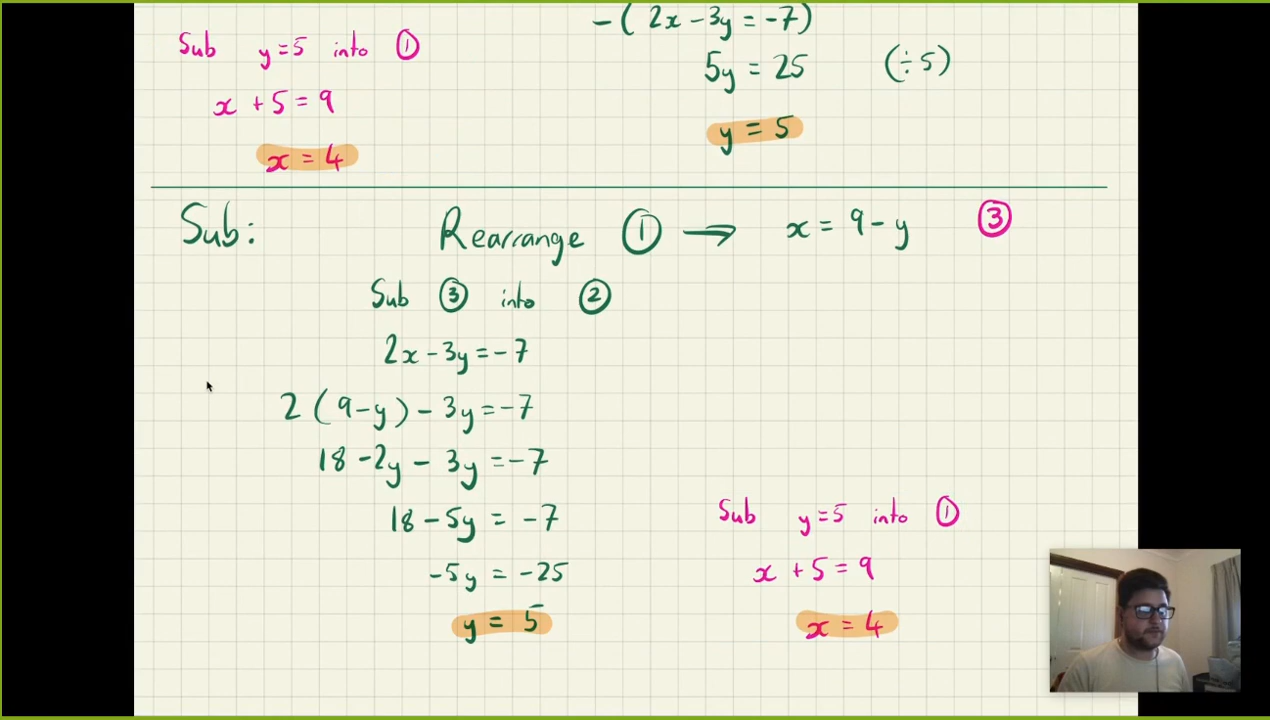 Sub y=5 into ①
x + 5 = 9
x = 4
-( 2x - 3y = -7)
5y = 25 (÷5)
y = 5
Sub: Rearrange ① → x = 9 - y ③
Sub ③ into ②
2x - 3y = -7
2 ( 9-y ) - 3y = -7
18 - 2y - 3y = -7
18 - 5y = -7
-5y = -25
y = 5
Sub y=5 into ①
x + 5 = 9
x = 4